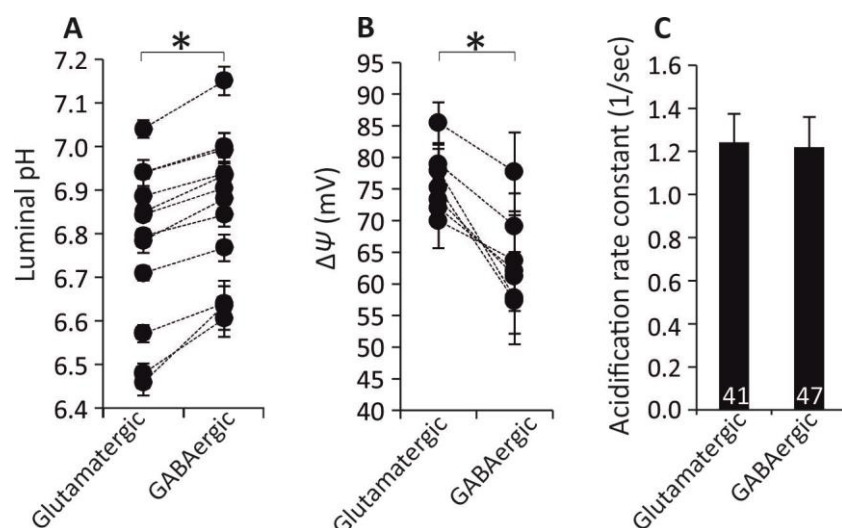 A
*
Luminal pH
7.2
7.1
7.0
6.9
6.8
6.7
6.6
6.5
6.4
Glutamatergic
GABAergic
B
*
ΔΨ (mV)
95
90
85
80
75
70
65
60
55
50
45
40
Glutamatergic
GABAergic
C
Acidification rate constant (1/sec)
1.6
1.4
1.2
1.0
0.8
0.6
0.4
0.2
0.0
41
47
Glutamatergic
GABAergic